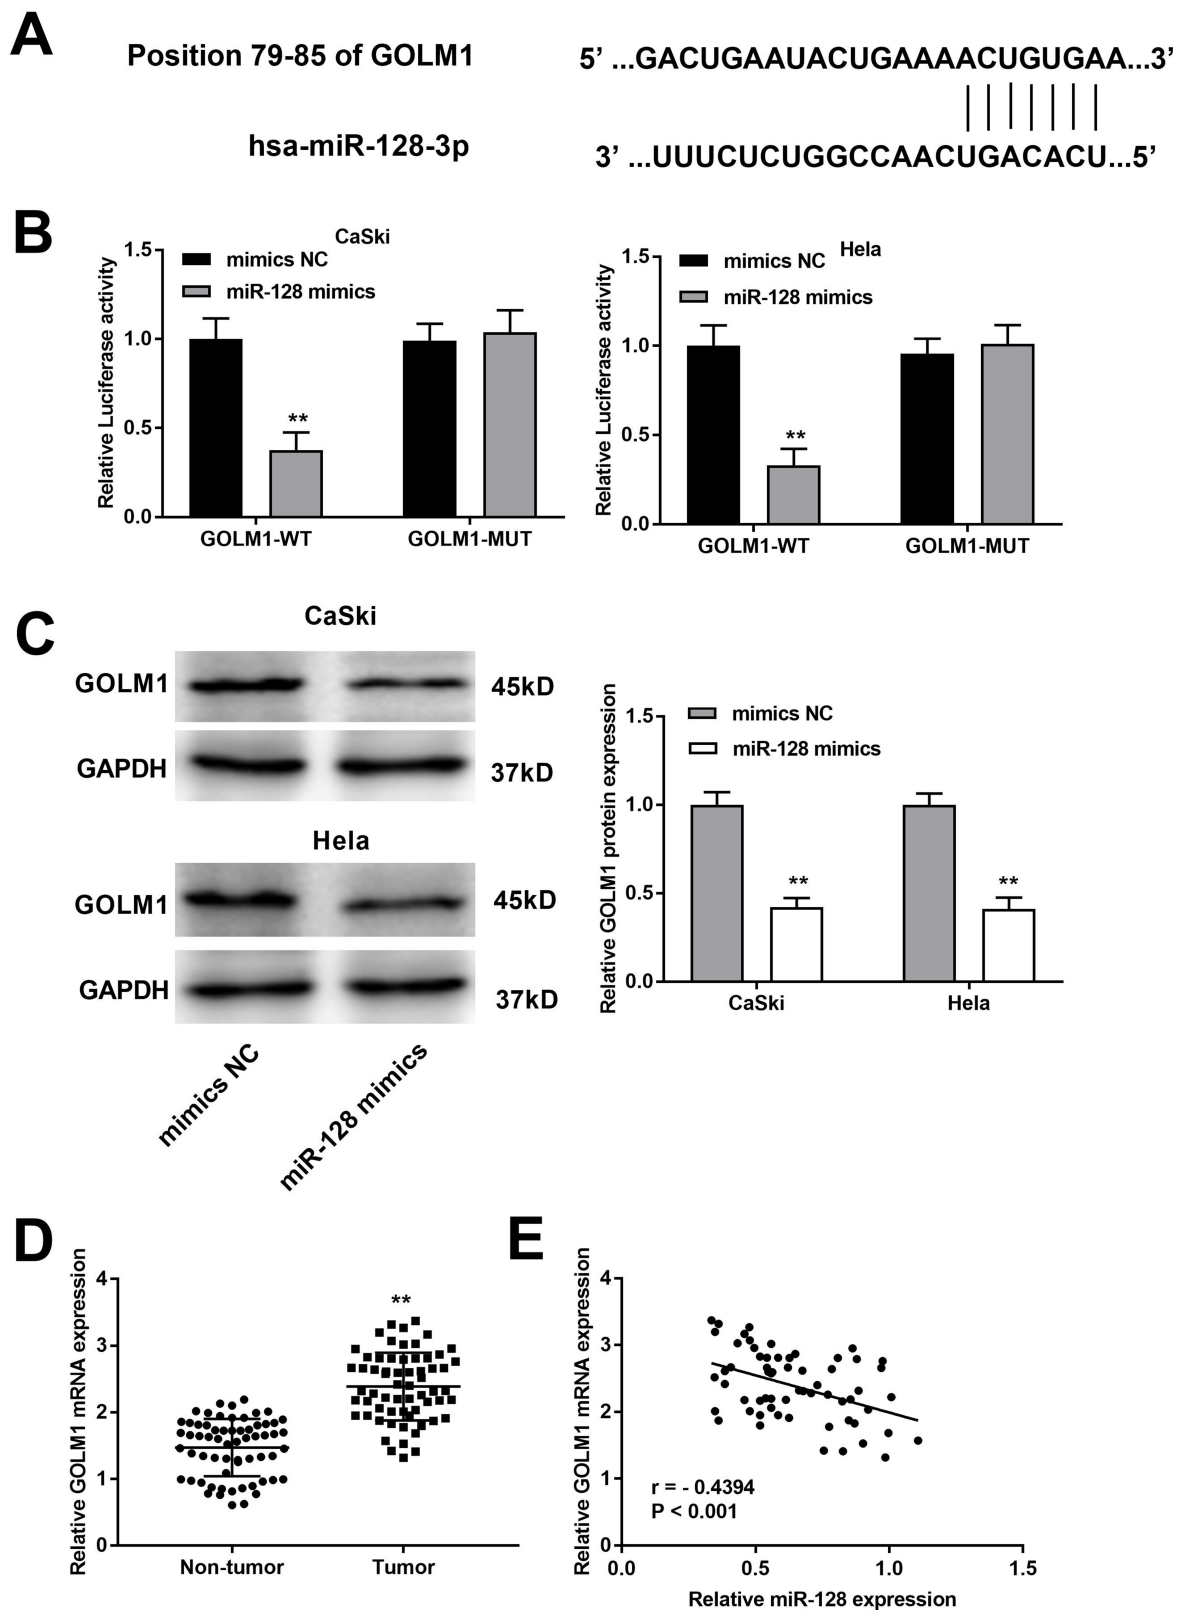 A
Position 79-85 of GOLM1
5’ ...GACUGAAUACUGAAAACUGUGAA...3’
hsa-miR-128-3p
3’ ...UUUCUCUGGCCAACUGACACU...5’
B
CaSki
mimics NC
miR-128 mimics
Relative Luciferase activity
1.5
1.0
0.5
0.0
**
GOLM1-WT
GOLM1-MUT
Hela
mimics NC
miR-128 mimics
Relative Luciferase activity
1.5
1.0
0.5
0.0
**
GOLM1-WT
GOLM1-MUT
C
CaSki
GOLM1
45kD
GAPDH
37kD
Hela
GOLM1
45kD
GAPDH
37kD
mimics NC
miR-128 mimics
Relative GOLM1 protein expression
1.5
1.0
0.5
0.0
mimics NC
miR-128 mimics
**
**
CaSki
Hela
D
Relative GOLM1 mRNA expression
4
3
2
1
0
**
Non-tumor
Tumor
E
Relative GOLM1 mRNA expression
4
3
2
1
0
r = - 0.4394
P < 0.001
0.0
0.5
1.0
1.5
Relative miR-128 expression